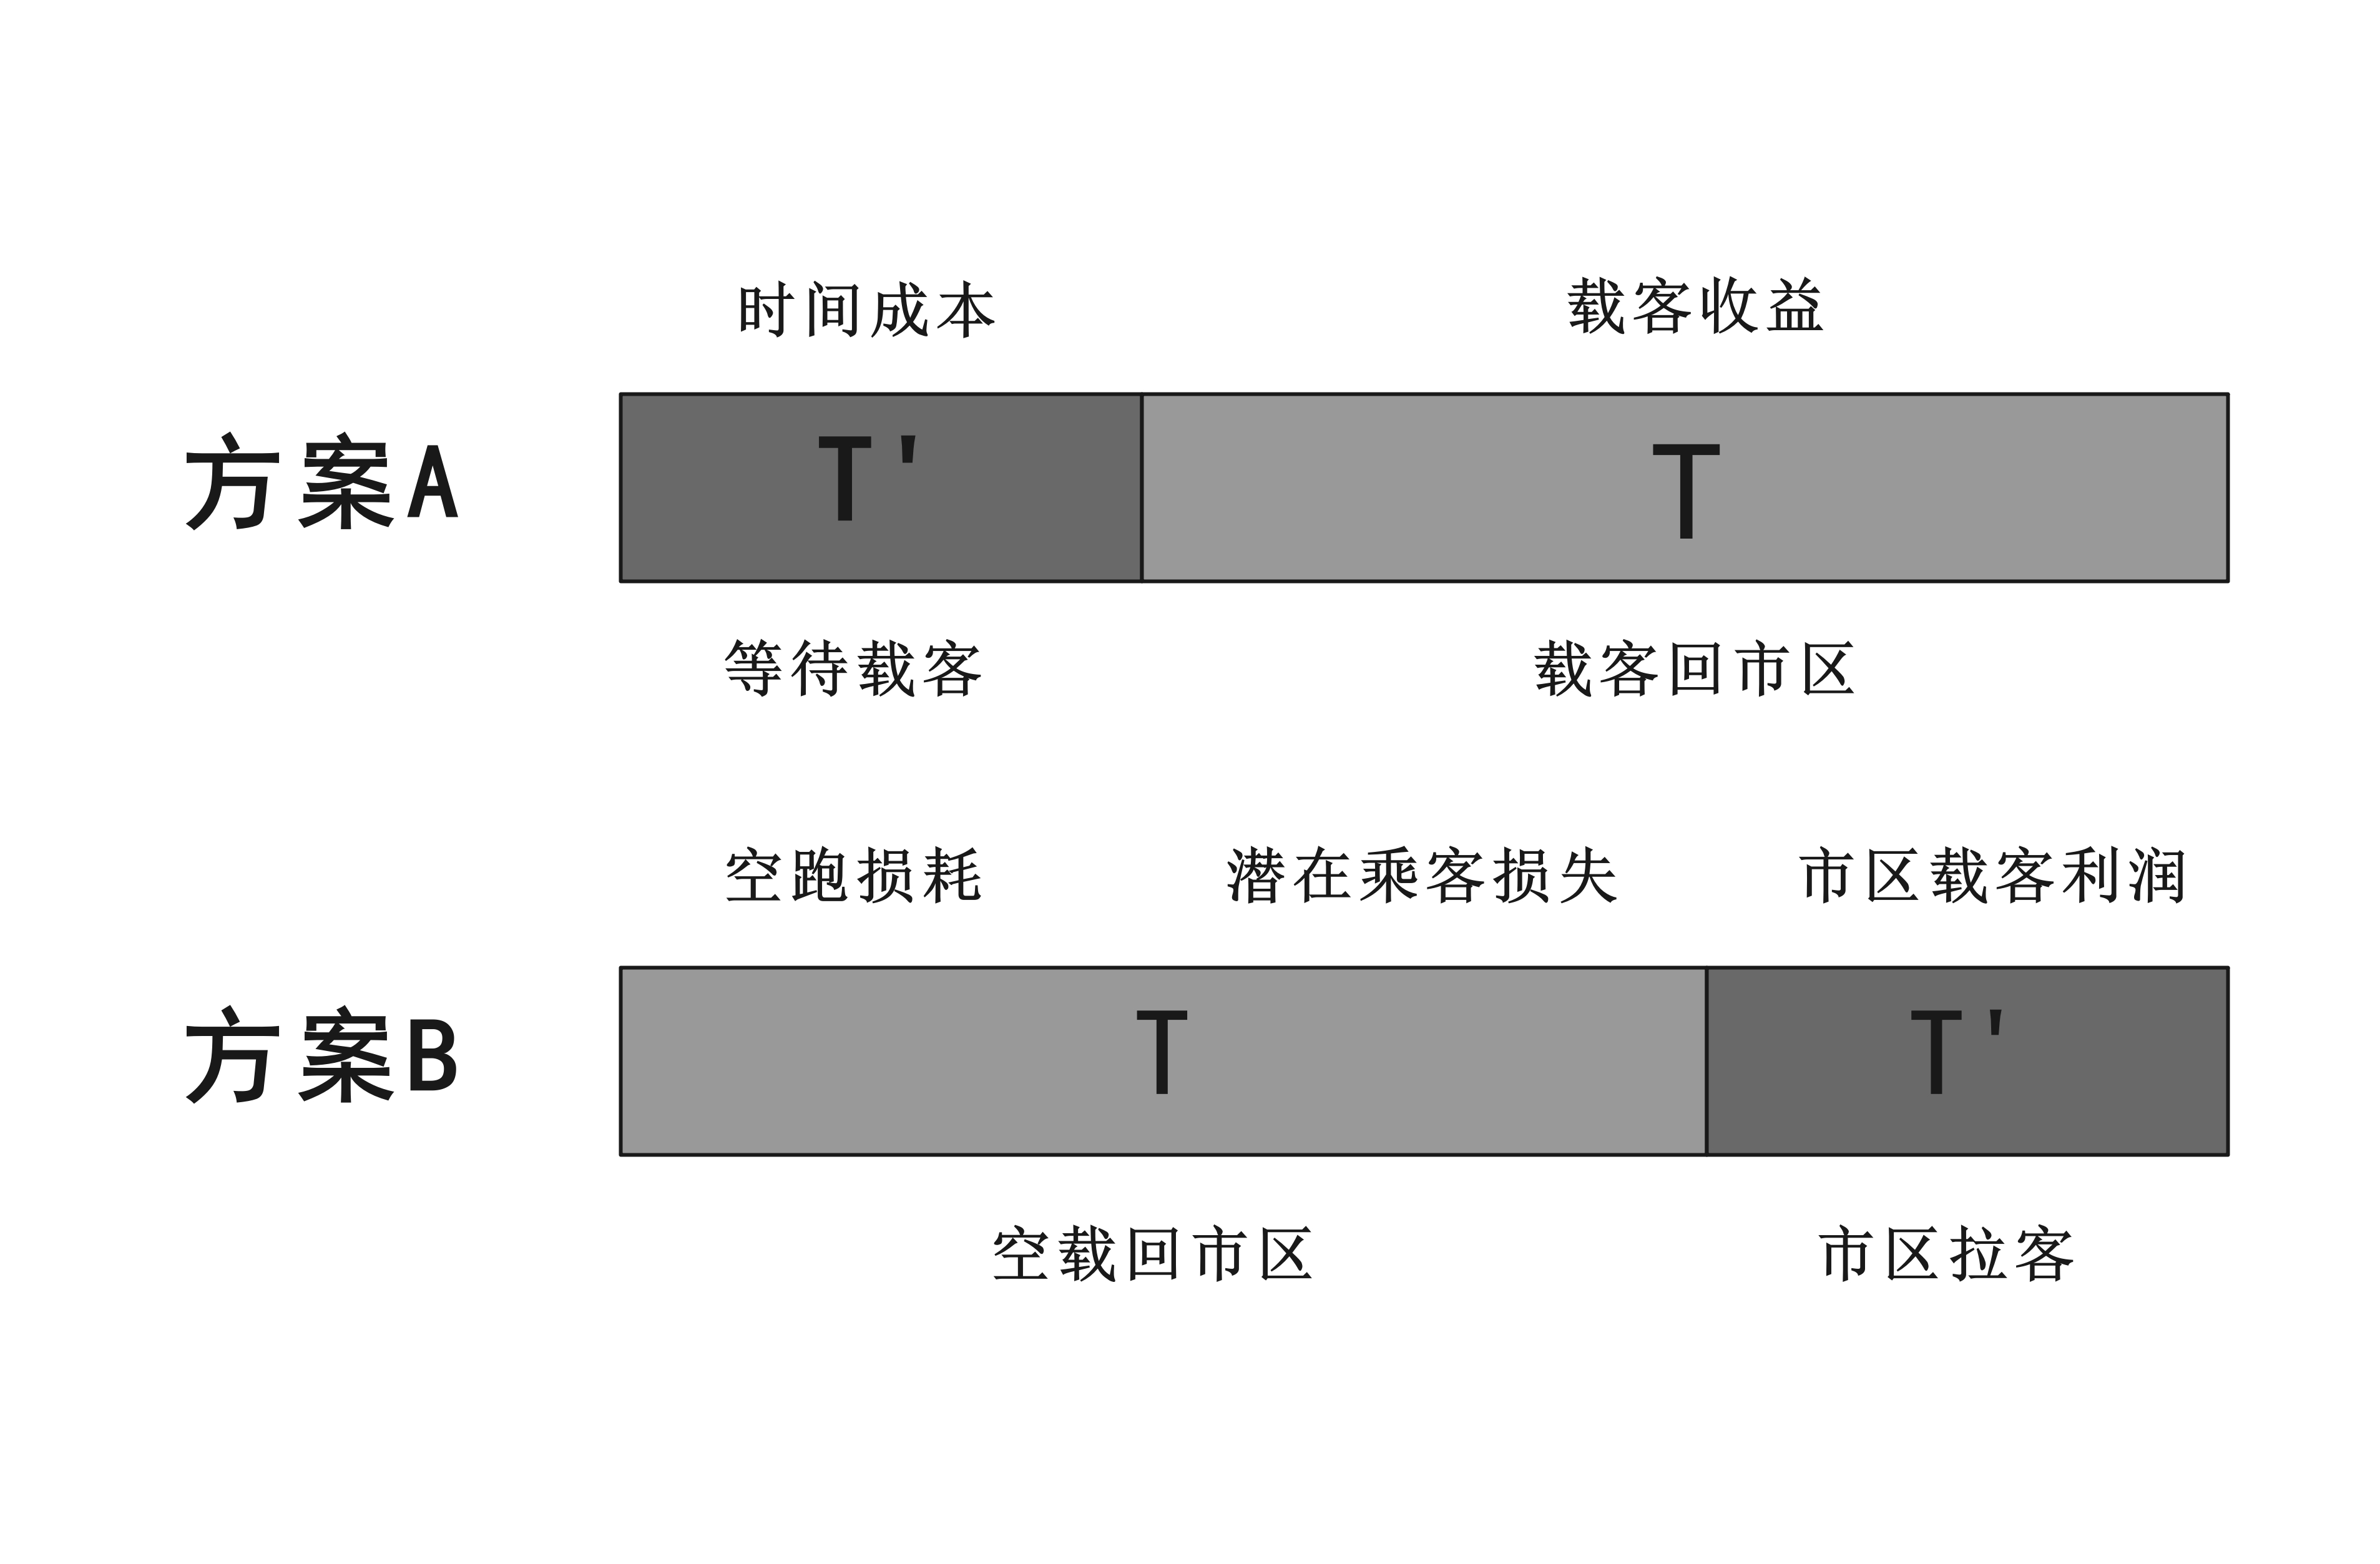 时间成本 载客收益
方案A T' T
等待载客 载客回市区
空跑损耗 潜在乘客损失 市区载客利润
方案B T T'
空载回市区 市区拉客